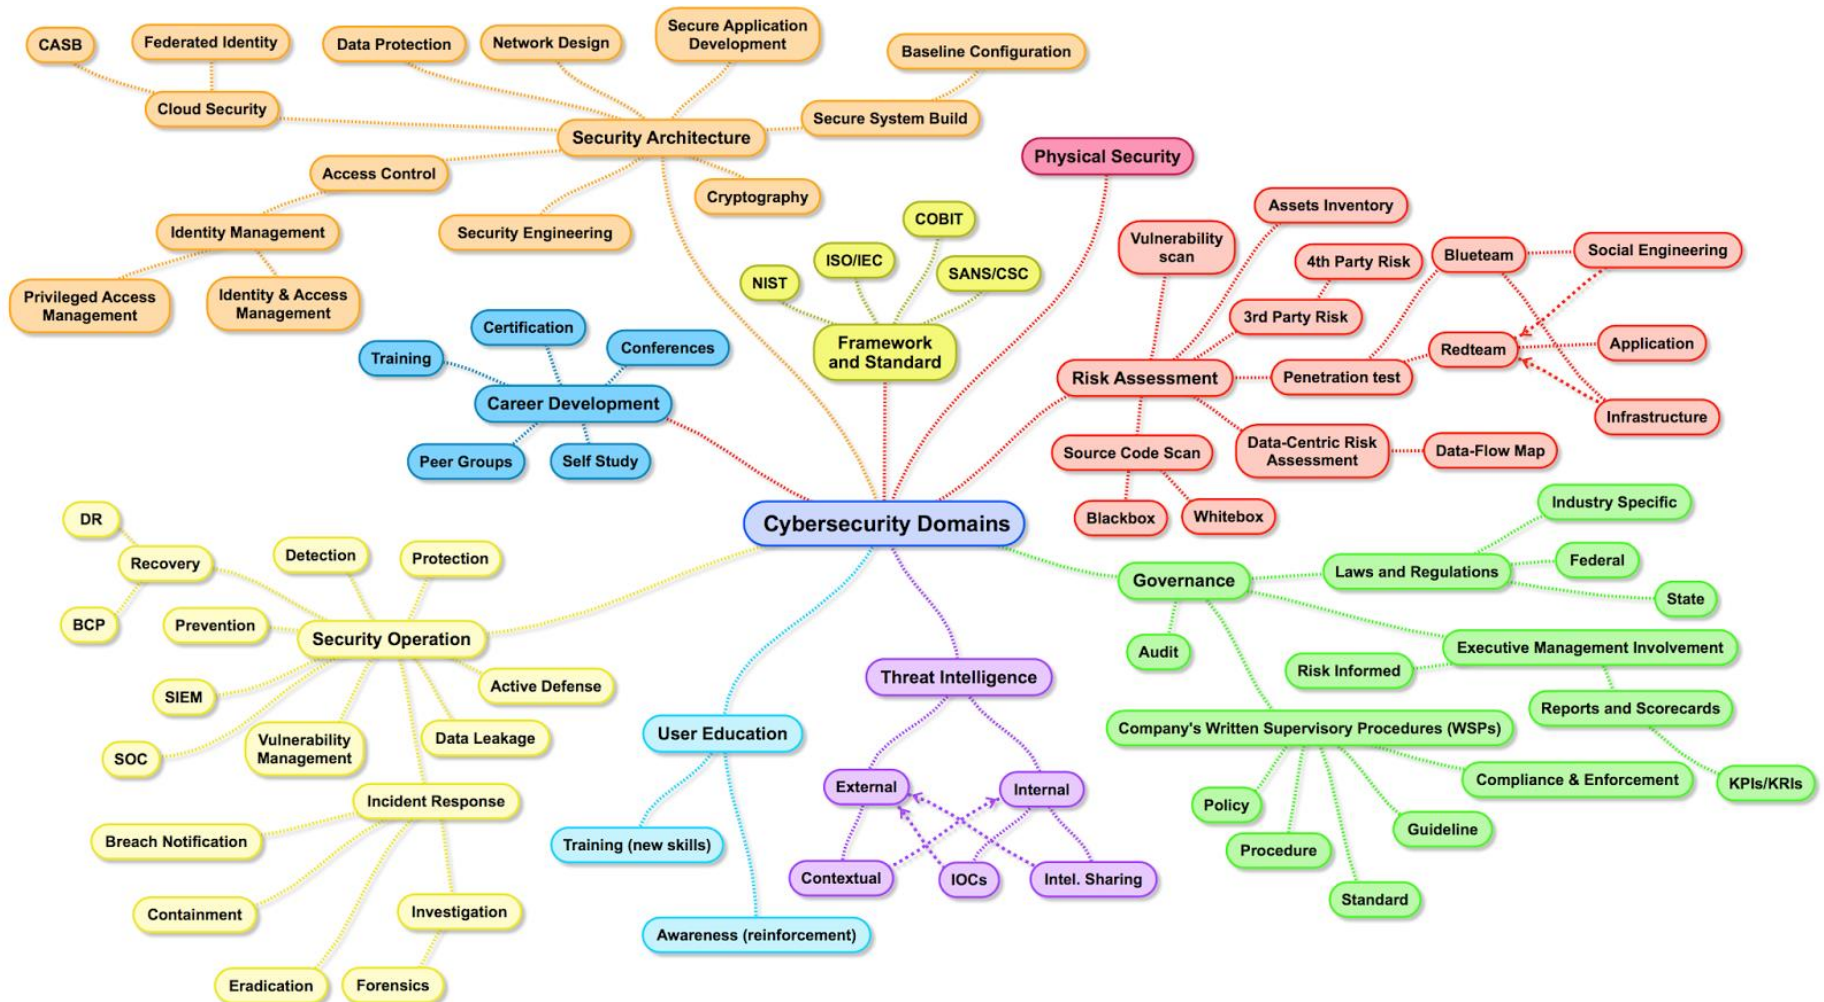 CASB
Federated Identity
Data Protection
Network Design
Secure Application
Development
Baseline Configuration
Cloud Security
Secure System Build
Security Architecture
Access Control
Cryptography
Identity Management
Security Engineering
Privileged Access
Management
Identity & Access
Management
Physical Security
COBIT
ISO/IEC
NIST
SANS/CSC
Framework
and Standard
Certification
Training
Conferences
Career Development
Peer Groups
Self Study
Assets Inventory
Vulnerability
scan
4th Party Risk
Blueteam
Social Engineering
3rd Party Risk
Redteam
Application
Risk Assessment
Penetration test
Infrastructure
Source Code Scan
Data-Centric Risk
Assessment
Data-Flow Map
Blackbox
Whitebox
Cybersecurity Domains
DR
Recovery
Detection
Protection
BCP
Prevention
Security Operation
SIEM
Active Defense
SOC
Vulnerability
Management
Data Leakage
Incident Response
Breach Notification
Containment
Investigation
Eradication
Forensics
User Education
Training (new skills)
Awareness (reinforcement)
Threat Intelligence
External
Internal
Contextual
IOCs
Intel. Sharing
Industry Specific
Governance
Laws and Regulations
Federal
State
Audit
Executive Management Involvement
Risk Informed
Reports and Scorecards
Company's Written Supervisory Procedures (WSPs)
Compliance & Enforcement
KPIs/KRIs
Policy
Guideline
Procedure
Standard